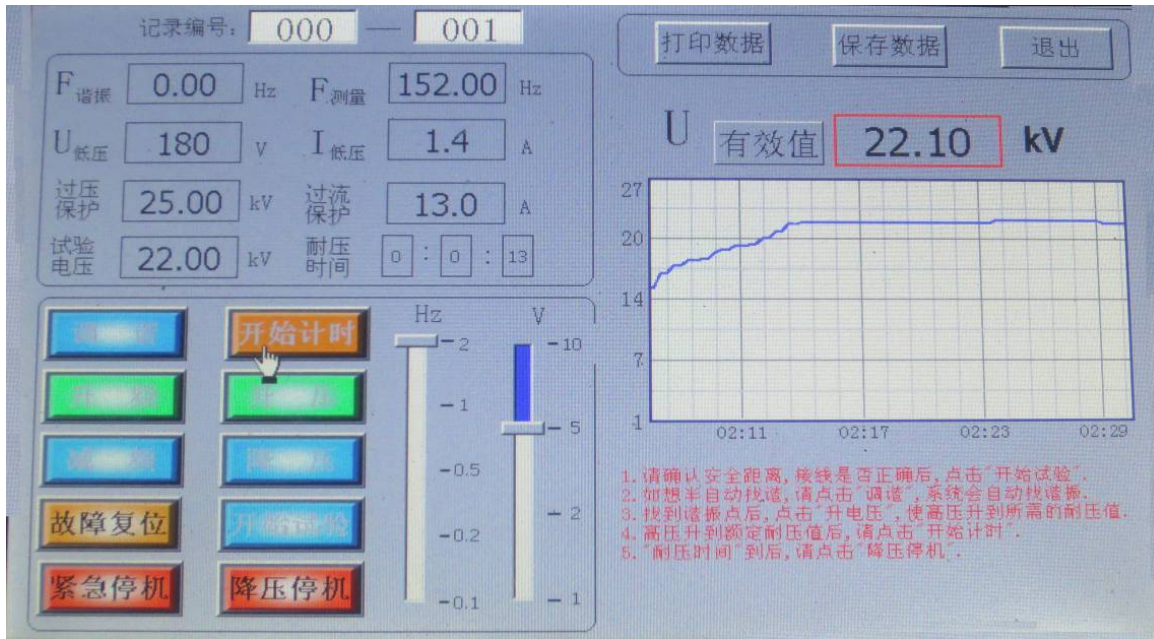 记录编号: 000 — 001
打印数据 保存数据 退出
F谐振 0.00 Hz F测量 152.00 Hz
U低压 180 V I低压 1.4 A
过压保护 25.00 kV 过流保护 13.0 A
试验电压 22.00 kV 耐压时间 0 : 0 : 13
U 有效值 22.10 kV
27
20
14
7
1
02:11 02:17 02:23 02:29
开始计时
故障复位 开始试验
紧急停机 降压停机
Hz V
2 10
1 5
0.5
0.2 2
0.1 1
1.请确认安全距离,接线是否正确后,点击"开始试验".
2.如想半自动找谐,请点击"调谐",系统会自动找谐振.
3.找到谐振点后,点击"升电压",使高压升到所需的耐压值.
4.高压升到额定耐压值后,请点击"开始计时".
5."耐压时间"到后,请点击"降压停机".